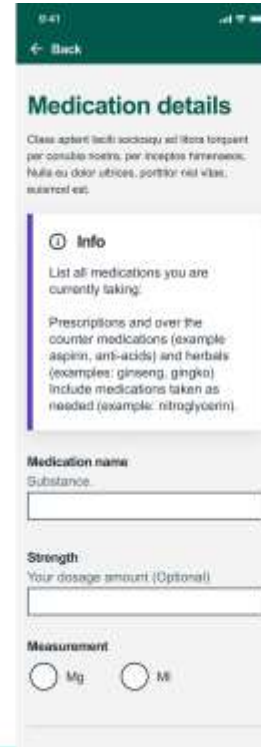 9:41
← Back
Medication details
Class aptent taciti sociosqu ad litora torquent
per conubia nostra, per inceptos himenaeos.
Nulla eu dolor ultrices, porttitor nisl vitae,
euismod est.
Info
List all medications you are
currently taking:
Prescriptions and over the
counter medications (example
aspirin, anti-acids) and herbals
(examples: ginseng, gingko)
Include medications taken as
needed (example: nitroglycerin).
Medication name
Substance.
Strength
Your dosage amount (Optional)
Measurement
Mg Ml